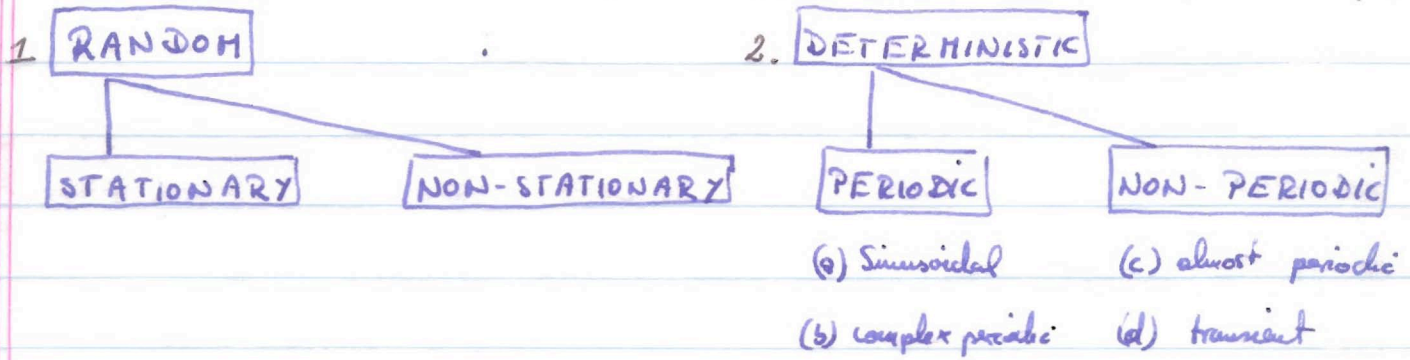 1. RANDOM 2. DETERMINISTIC
STATIONARY NON-STATIONARY PERIODIC NON-PERIODIC
(a) Sinusoidal (c) almost periodic
(b) complex periodic (d) transient